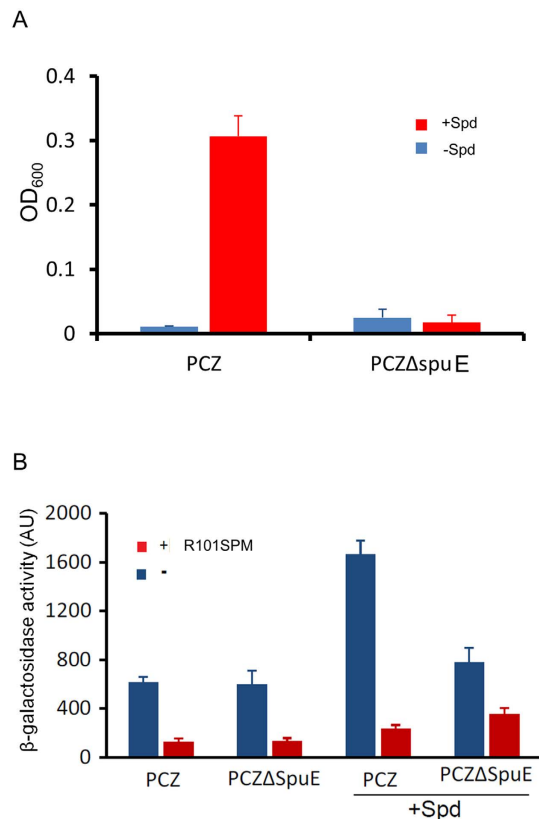 A
0.4
0.3
0.2
0.1
0
OD600
+Spd
-Spd
PCZ PCZΔspuE
B
2000
1600
1200
800
400
0
β-galactosidase activity (AU)
+ R101SPM
-
PCZ PCZΔSpuE PCZ PCZΔSpuE
+Spd